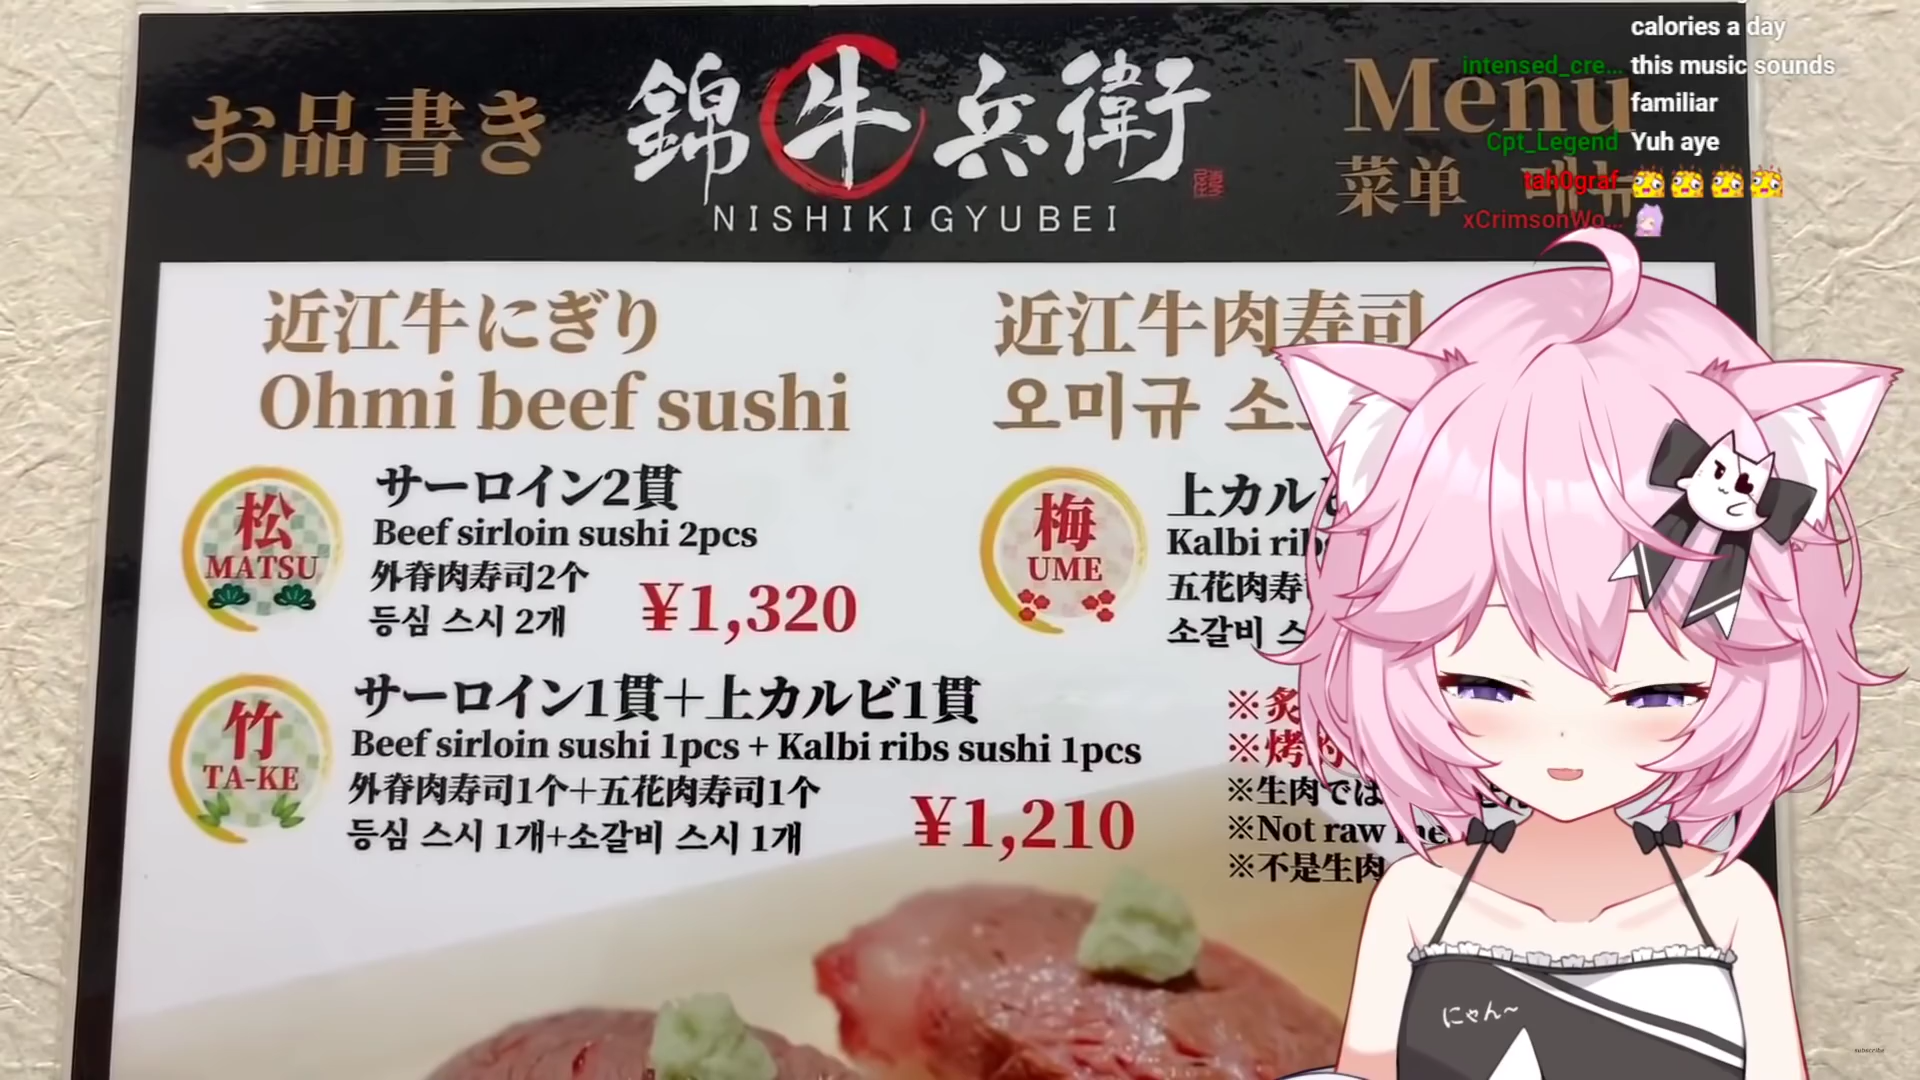 お品書き
錦牛兵衛
NISHIKIGYUBEI
Menu
菜单
calories a day
intensed_cre... this music sounds
familiar
Cpt_Legend Yuh aye
tah0graf
xCrimsonWo...
近江牛にぎり
Ohmi beef sushi
近江牛肉寿司
오미규
松
MATSU
サーロイン2貫
Beef sirloin sushi 2pcs
外脊肉寿司2个
등심 스시 2개
¥1,320
梅
UME
上カル
Kalbi ribs
五花肉寿
소갈비
竹
TA-KE
サーロイン1貫+上カルビ1貫
Beef sirloin sushi 1pcs + Kalbi ribs sushi 1pcs
外脊肉寿司1个+五花肉寿司1个
등심 스시 1개+소갈비 스시 1개
¥1,210
※炙
※烤
※生肉では
※Not raw
※不是生肉
にゃん~
subscribe